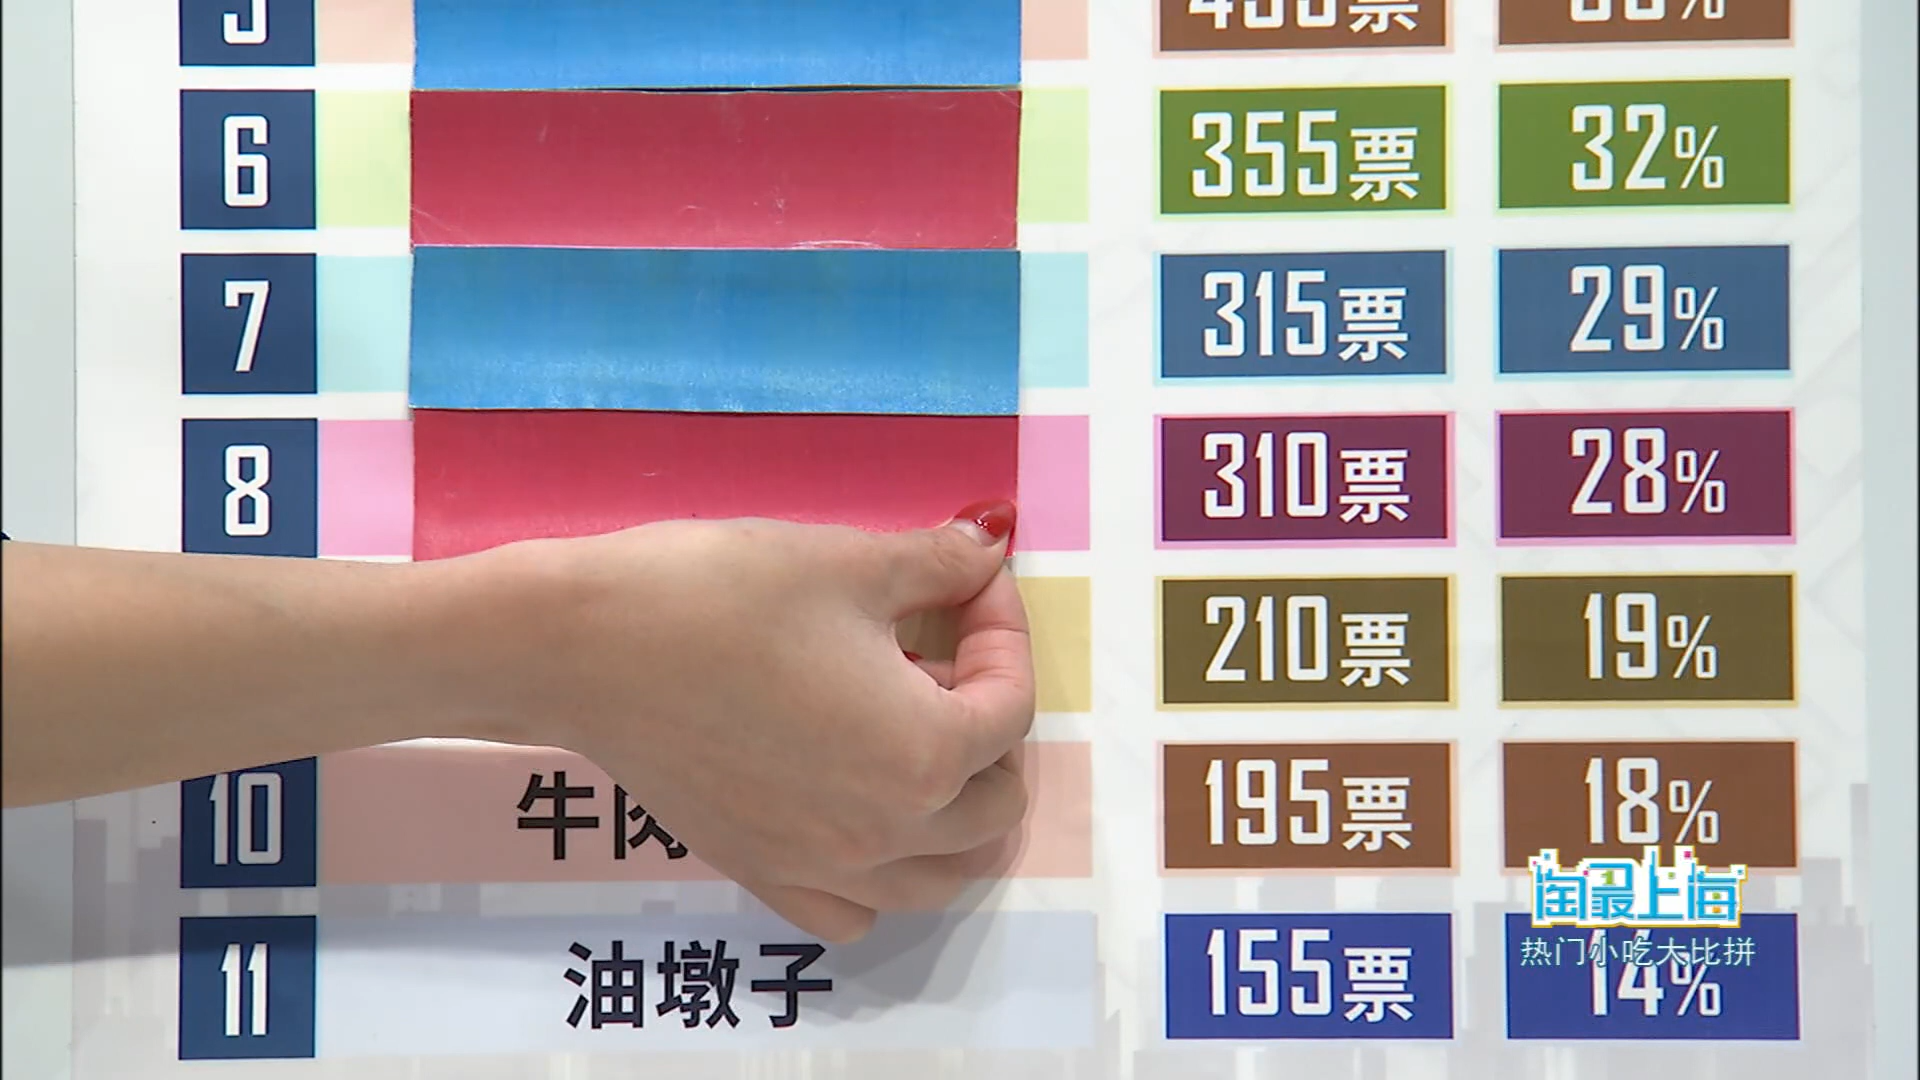 5
6 355票 32%
7 315票 29%
8 310票 28%
210票 19%
10 牛肉 195票 18%
淘最上海
热门小吃大比拼
11 油墩子 155票 14%